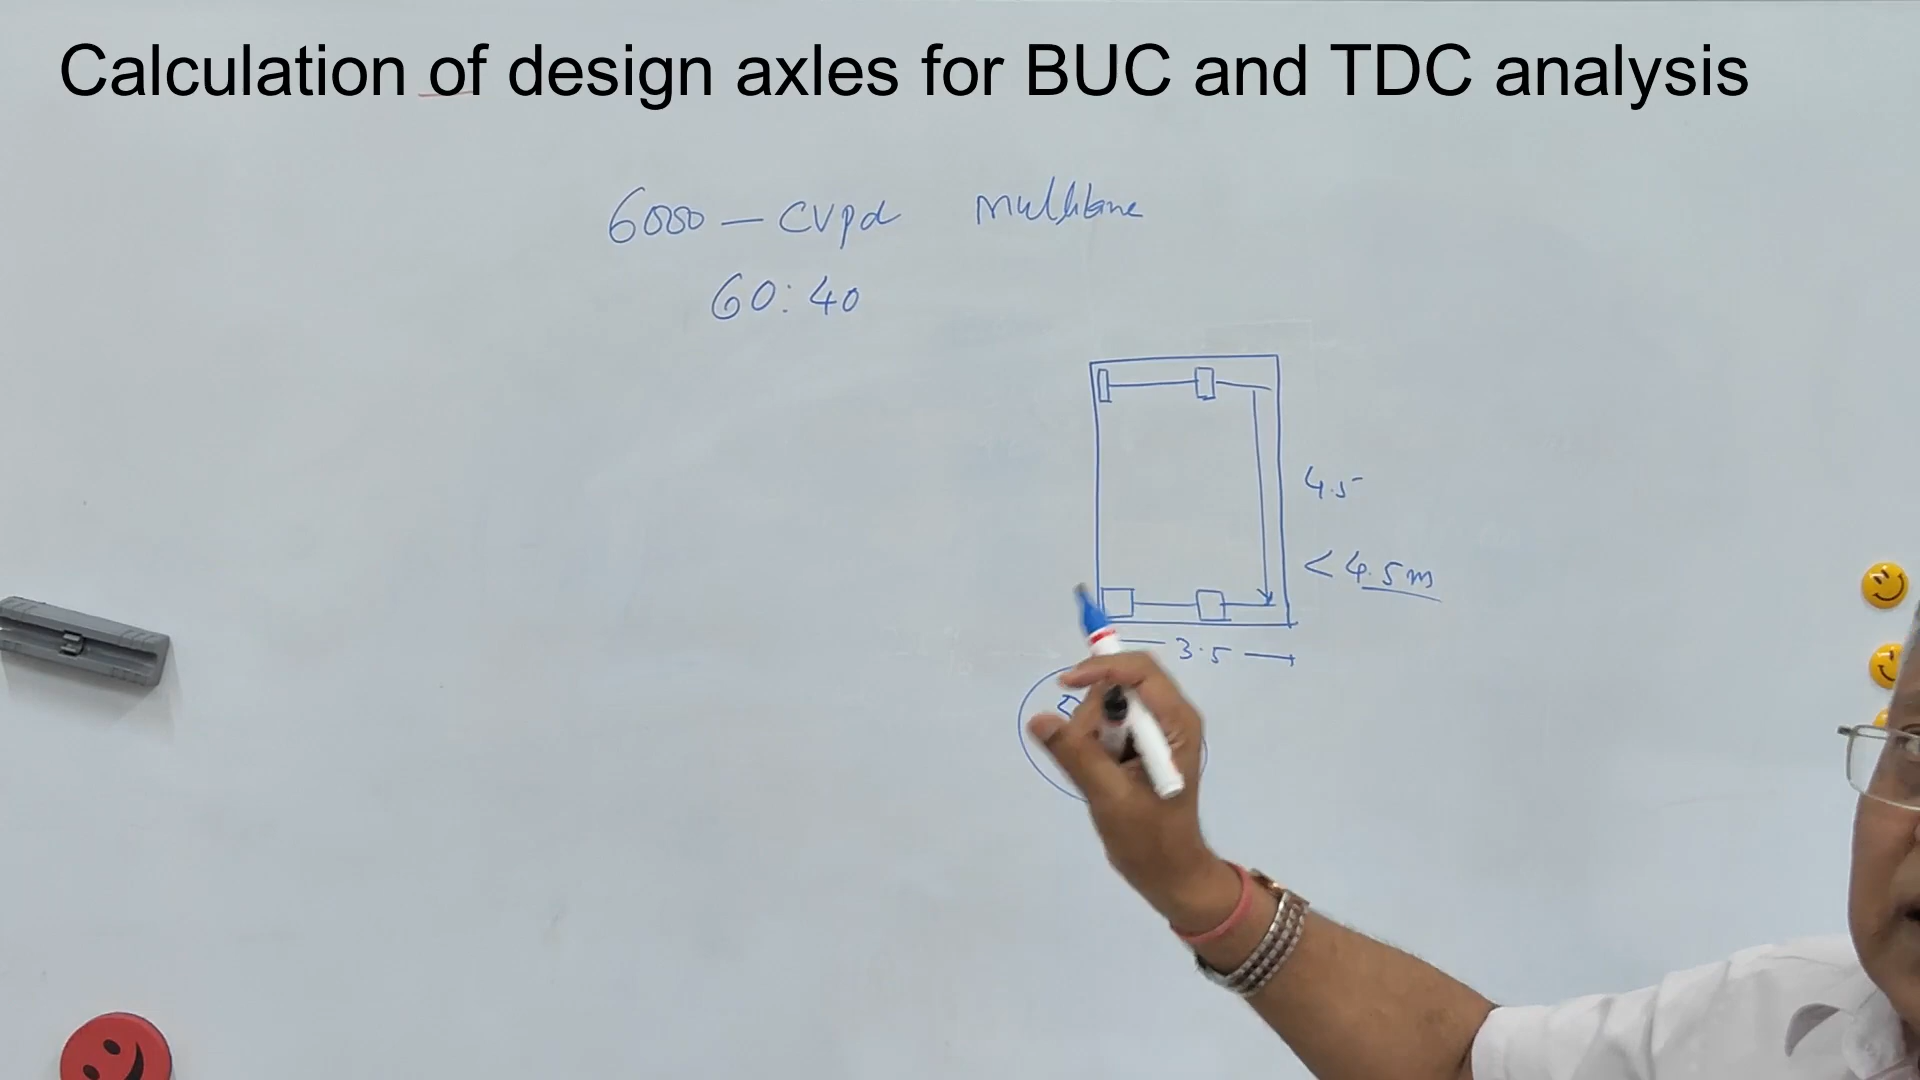 Calculation of design axles for BUC and TDC analysis
6000 - CVpd multilane
60:40
4.5
< 4.5m
3.5